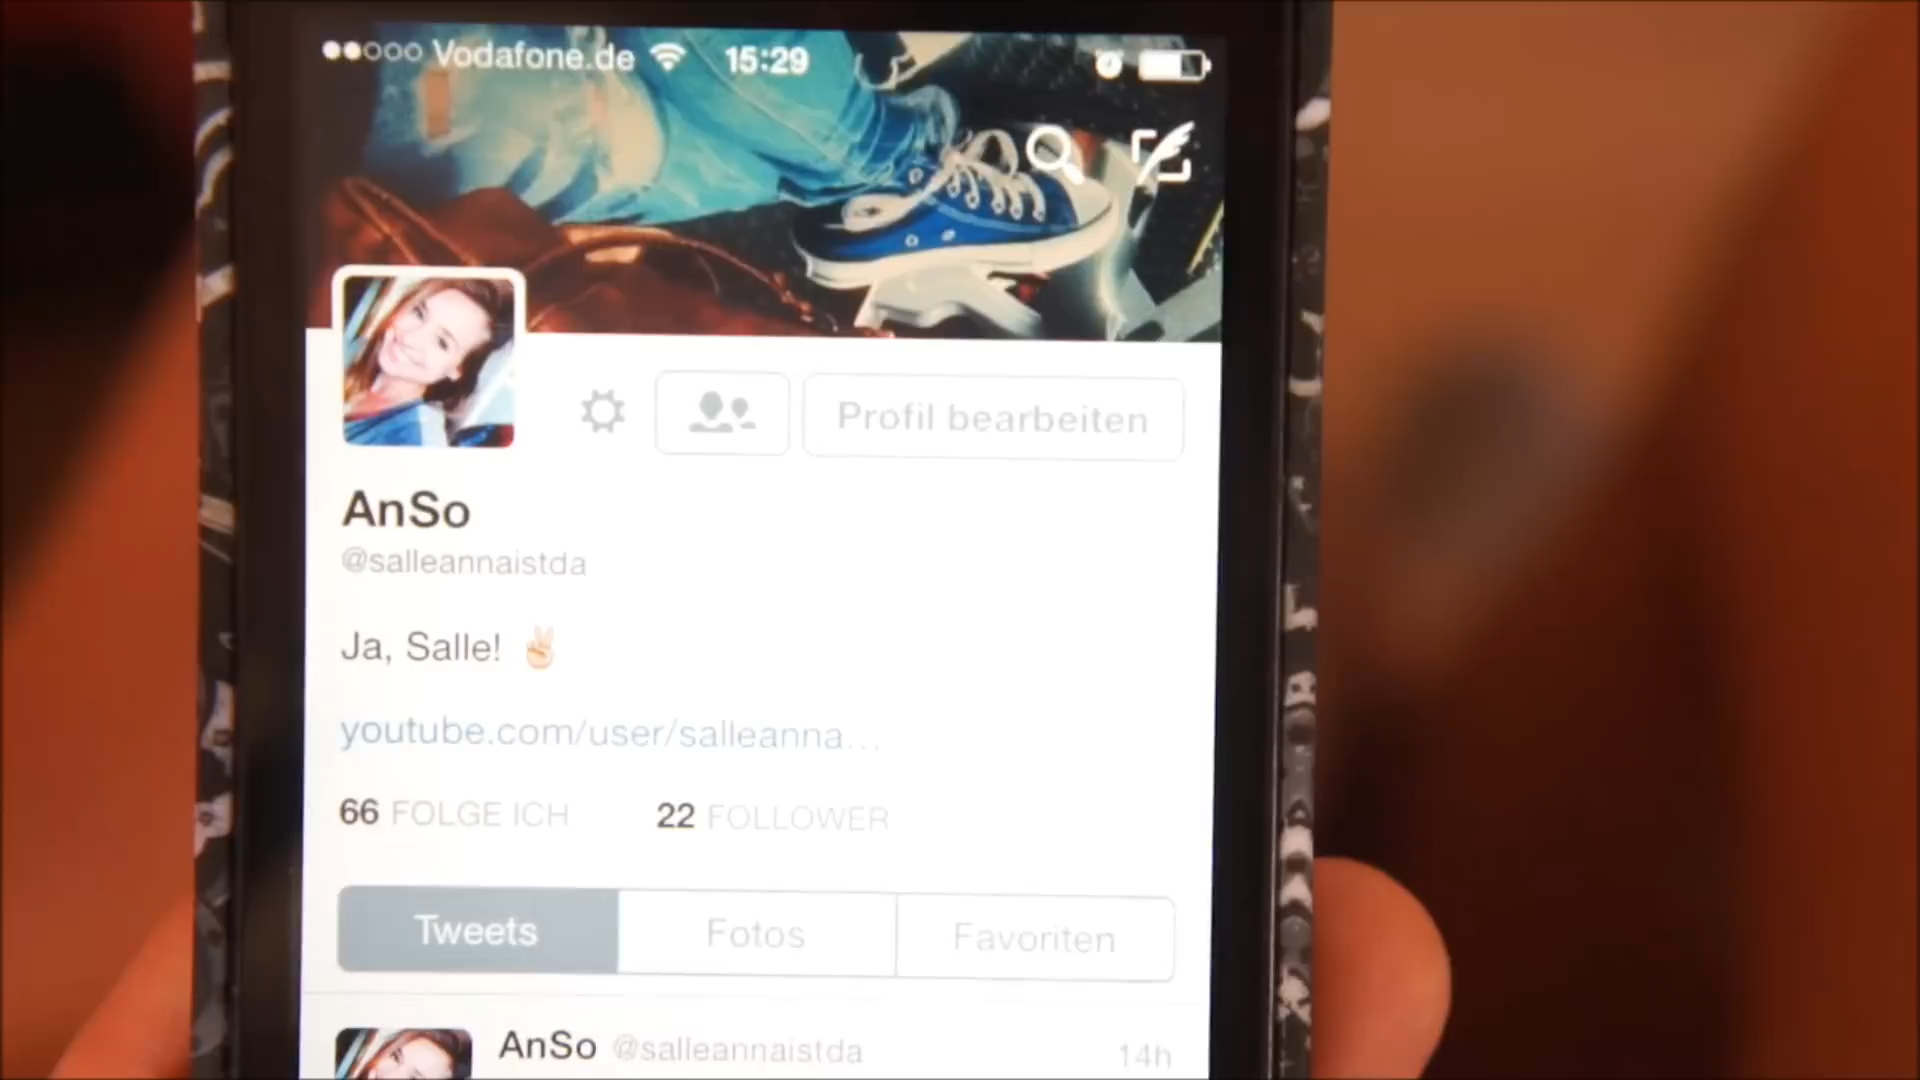 Vodafone.de 15:29
Profil bearbeiten
AnSo
@salleannaistda
Ja, Salle! ✌🏻
youtube.com/user/salleanna...
66 FOLGE ICH 22 FOLLOWER
Tweets Fotos Favoriten
AnSo @salleannaistda 14h